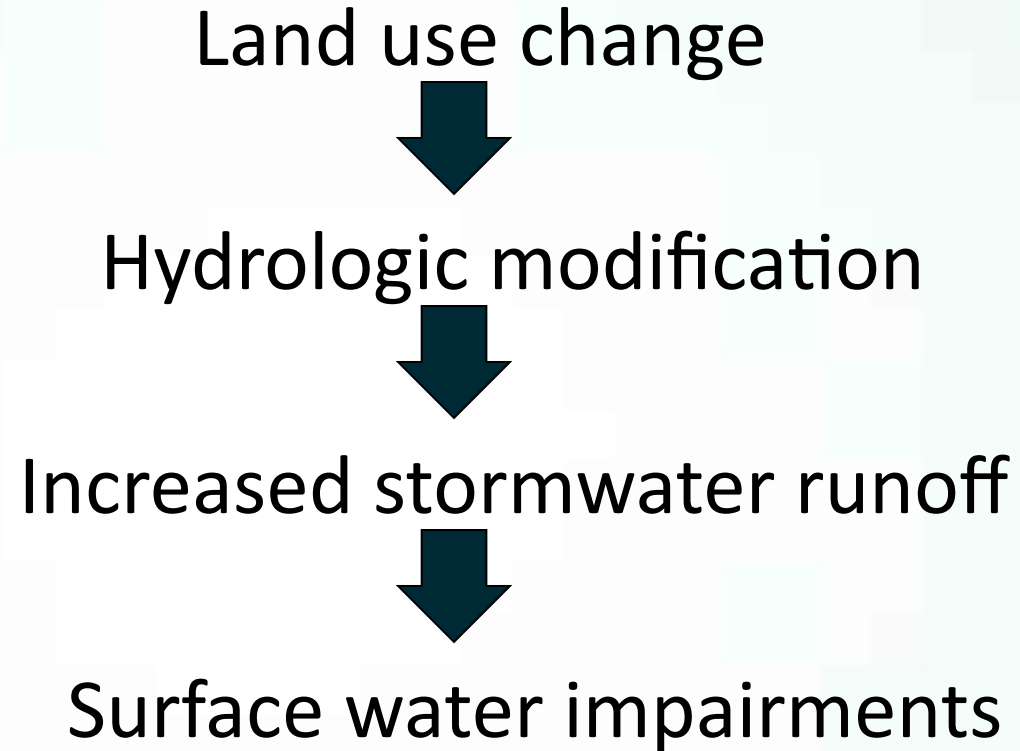 Land use change
Hydrologic modification
Increased stormwater runoff
Surface water impairments